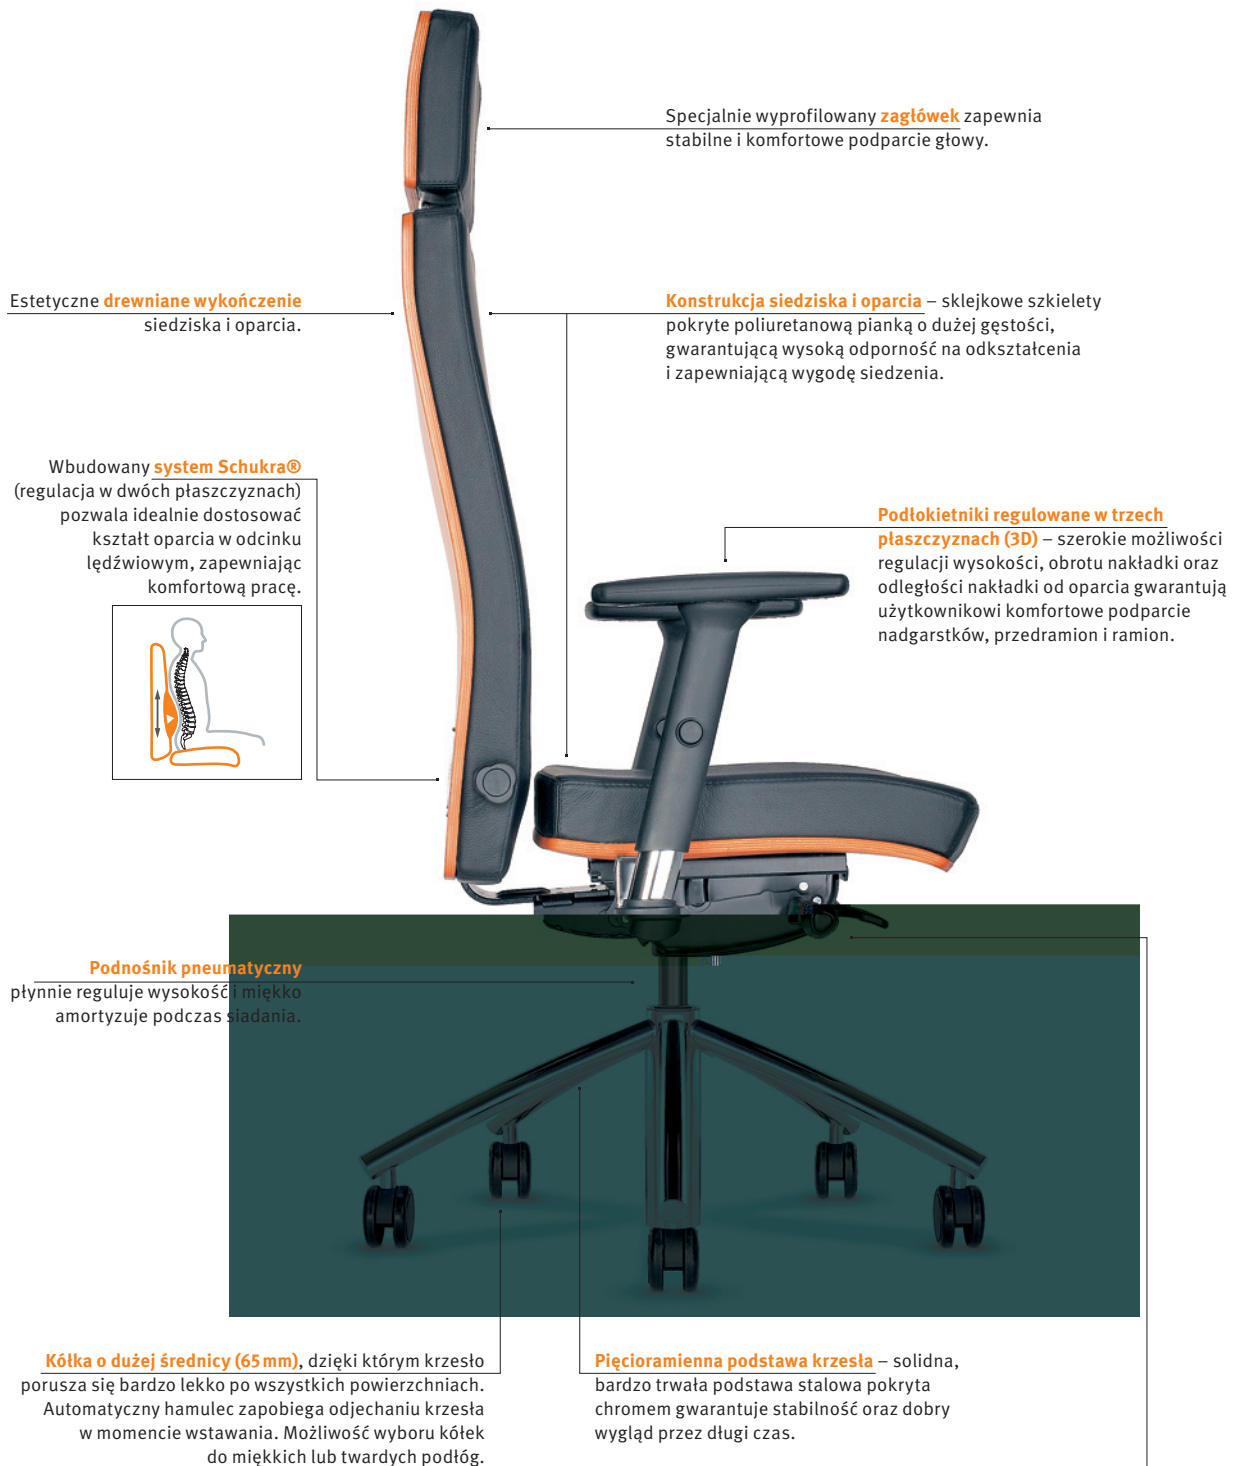 Specjalnie wyprofilowany zagłówek zapewnia
stabilne i komfortowe podparcie głowy.
Estetyczne drewniane wykończenie
siedziska i oparcia.
Konstrukcja siedziska i oparcia – sklejkowe szkielety
pokryte poliuretanową pianką o dużej gęstości,
gwarantującą wysoką odporność na odkształcenia
i zapewniającą wygodę siedzenia.
Wbudowany system Schukra®
(regulacja w dwóch płaszczyznach)
pozwala idealnie dostosować
kształt oparcia w odcinku
lędźwiowym, zapewniając
komfortową pracę.
Podłokietniki regulowane w trzech
płaszczyznach (3D) – szerokie możliwości
regulacji wysokości, obrotu nakładki oraz
odległości nakładki od oparcia gwarantują
użytkownikowi komfortowe podparcie
nadgarstków, przedramion i ramion.
Podnośnik pneumatyczny
płynnie reguluje wysokość i miękko
amortyzuje podczas siadania.
Kółka o dużej średnicy (65 mm), dzięki którym krzesło
porusza się bardzo lekko po wszystkich powierzchniach.
Automatyczny hamulec zapobiega odjechaniu krzesła
w momencie wstawania. Możliwość wyboru kółek
do miękkich lub twardych podłóg.
Pięcioramienna podstawa krzesła – solidna,
bardzo trwała podstawa stalowa pokryta
chromem gwarantuje stabilność oraz dobry
wygląd przez długi czas.